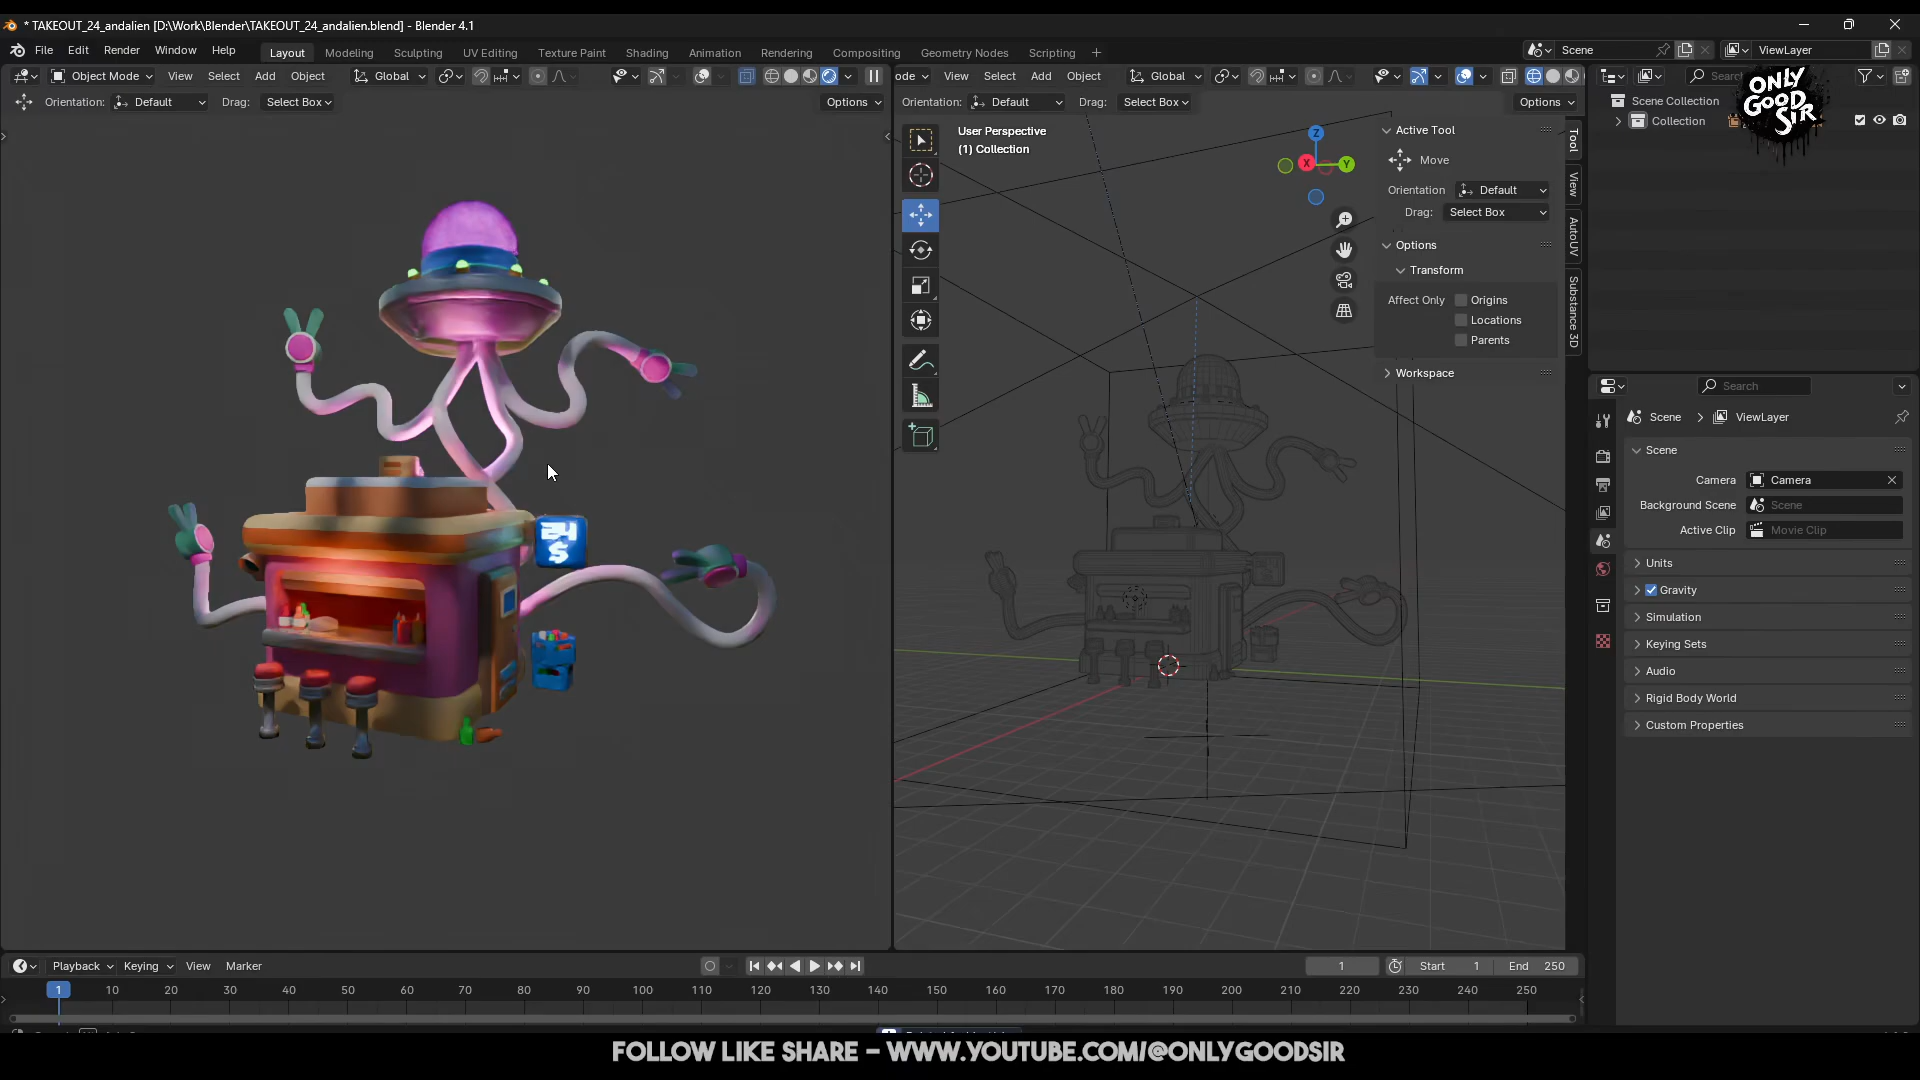 * TAKEOUT_24_andalien [D:\Work\Blender\TAKEOUT_24_andalien.blend] - Blender 4.1
File Edit Render Window Help Layout Modeling Sculpting UV Editing Texture Paint Shading Animation Rendering Compositing Geometry Nodes Scripting +
Scene
ViewLayer
Object Mode View Select Add Object Global
ode View Select Add Object Global
Search
Orientation: Default Drag: Select Box Options
Orientation: Default Drag: Select Box Options
ONLY
GOOD
SIR
Scene Collection
Collection
User Perspective
(1) Collection
Z
X
Y
Active Tool
Move
Orientation Default
Drag: Select Box
Options
Transform
Affect Only Origins
Locations
Parents
Workspace
Tool
View
AutoUV
Substance 3D
Search
Scene > ViewLayer
Scene
Camera Camera
Background Scene Scene
Active Clip Movie Clip
Units
Gravity
Simulation
Keying Sets
Audio
Rigid Body World
Custom Properties
24
$
Playback Keying View Marker
1 Start 1 End 250
1 10 20 30 40 50 60 70 80 90 100 110 120 130 140 150 160 170 180 190 200 210 220 230 240 250
FOLLOW LIKE SHARE – WWW.YOUTUBE.COM/@ONLYGOODSIR